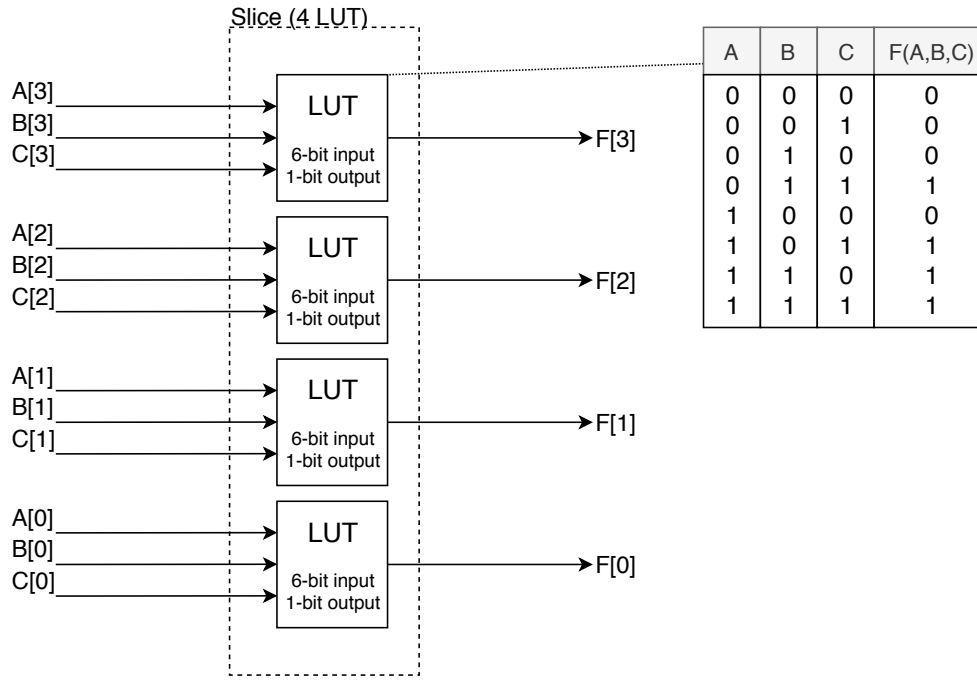 Slice (4 LUT)
A[3]
B[3]
C[3]
LUT
6-bit input
1-bit output
F[3]
A[2]
B[2]
C[2]
LUT
6-bit input
1-bit output
F[2]
A[1]
B[1]
C[1]
LUT
6-bit input
1-bit output
F[1]
A[0]
B[0]
C[0]
LUT
6-bit input
1-bit output
F[0]
A B C F(A,B,C)
0 0 0 0
0 0 1 0
0 1 0 0
0 1 1 1
1 0 0 0
1 0 1 1
1 1 0 1
1 1 1 1